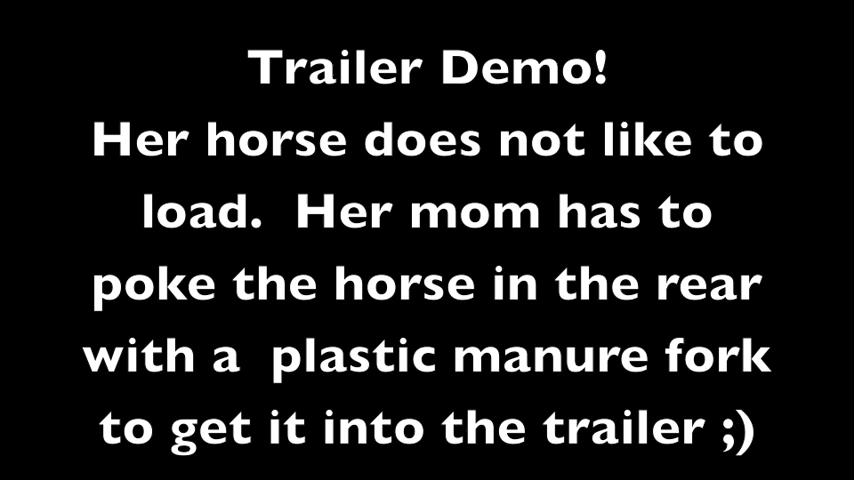 Trailer Demo!
Her horse does not like to
load.  Her mom has to
poke the horse in the rear
with a  plastic manure fork
to get it into the trailer ;)